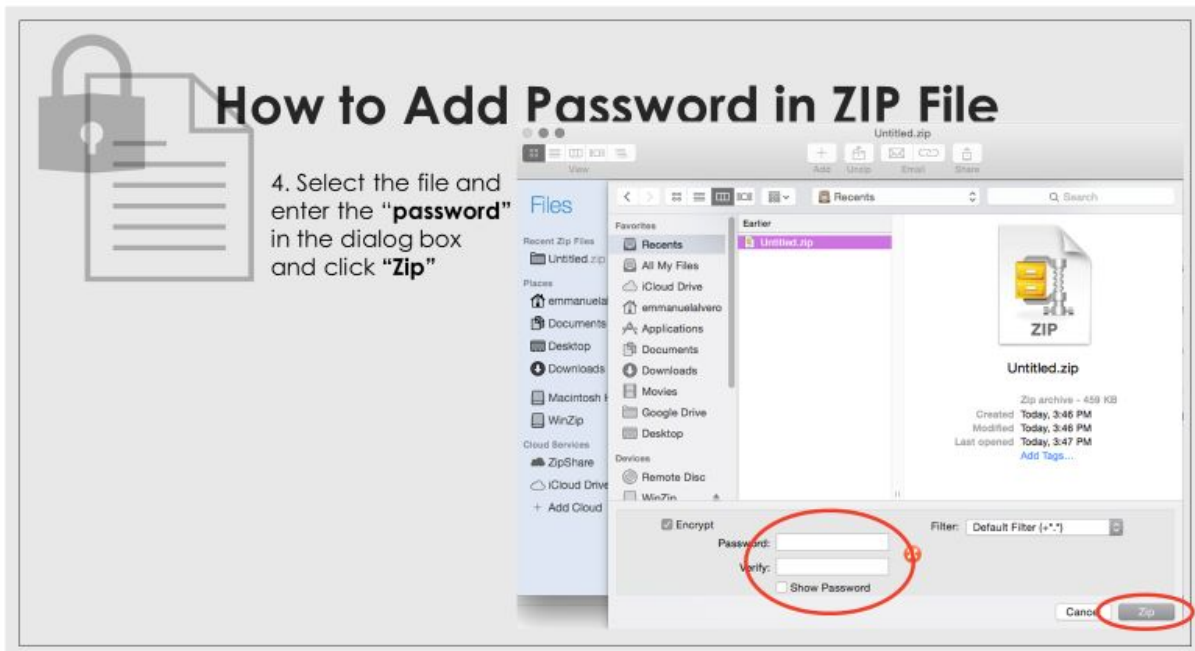 How to Add Password in ZIP File
4. Select the file and
enter the “password”
in the dialog box
and click “Zip”
Untitled.zip
View
Add Unzip Email Share
Files
Recent Zip Files
Untitled.zip
Places
emmanuelal
Documents
Desktop
Downloads
Macintosh H
WinZip
Cloud Services
ZipShare
iCloud Drive
+ Add Cloud
Recents
Search
Favorites
Recents
All My Files
iCloud Drive
emmanuelalvero
Applications
Documents
Downloads
Movies
Google Drive
Desktop
Devices
Remote Disc
WinZip
Earlier
Untitled.zip
ZIP
Untitled.zip
Zip archive - 459 KB
Created Today, 3:46 PM
Modified Today, 3:46 PM
Last opened Today, 3:47 PM
Add Tags...
Encrypt
Password:
Verify:
Show Password
Filter: Default Filter (+*.*)
Cancel
Zip